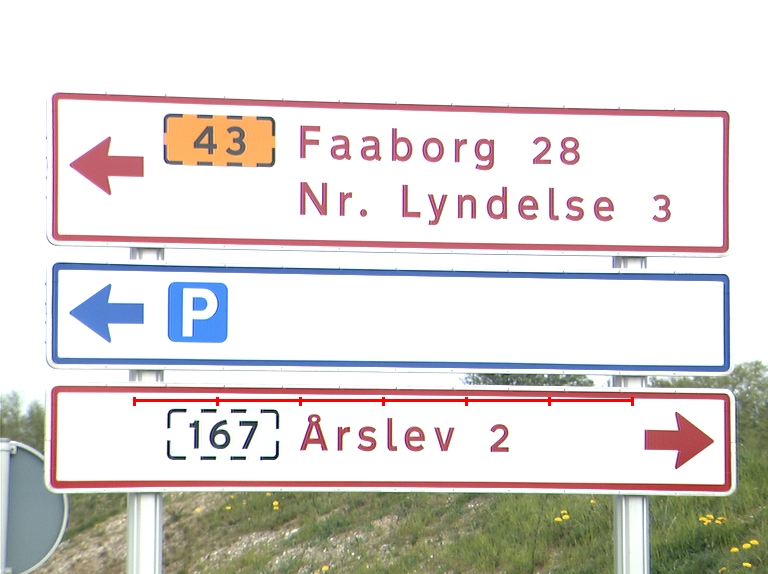 43 Faaborg 28
Nr. Lyndelse 3
P
167 Årslev 2